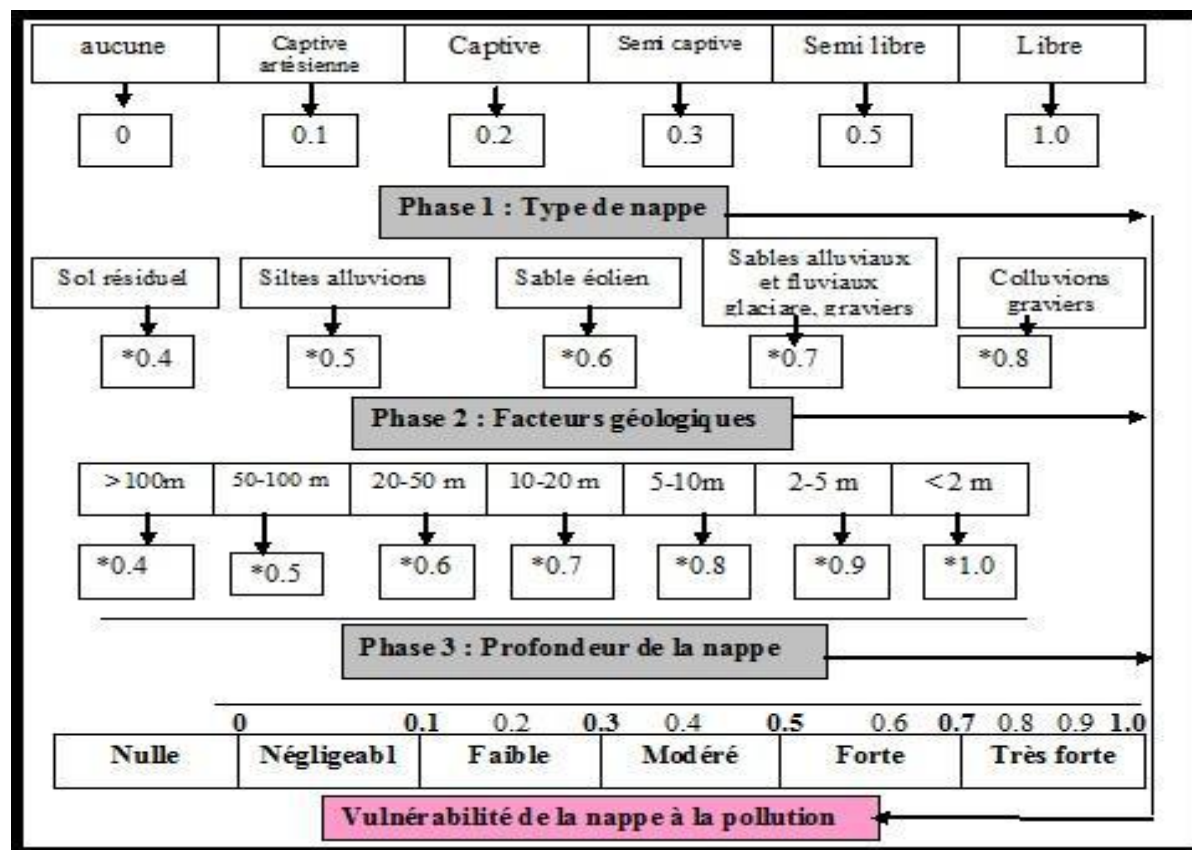 aucune Captive artésienne Captive Semi captive Semi libre Libre
0 0.1 0.2 0.3 0.5 1.0
Phase 1 : Type de nappe
Sol résiduel Siltes alluvions Sable éolien Sables alluviaux et fluviaux glaciare, graviers Colluvions graviers
*0.4 *0.5 *0.6 *0.7 *0.8
Phase 2 : Facteurs géologiques
>100m 50-100 m 20-50 m 10-20 m 5-10m 2-5 m <2 m
*0.4 *0.5 *0.6 *0.7 *0.8 *0.9 *1.0
Phase 3 : Profondeur de la nappe
0 0.1 0.2 0.3 0.4 0.5 0.6 0.7 0.8 0.9 1.0
Nulle Négligeabl Faible Modéré Forte Très forte
Vulnérabilité de la nappe à la pollution